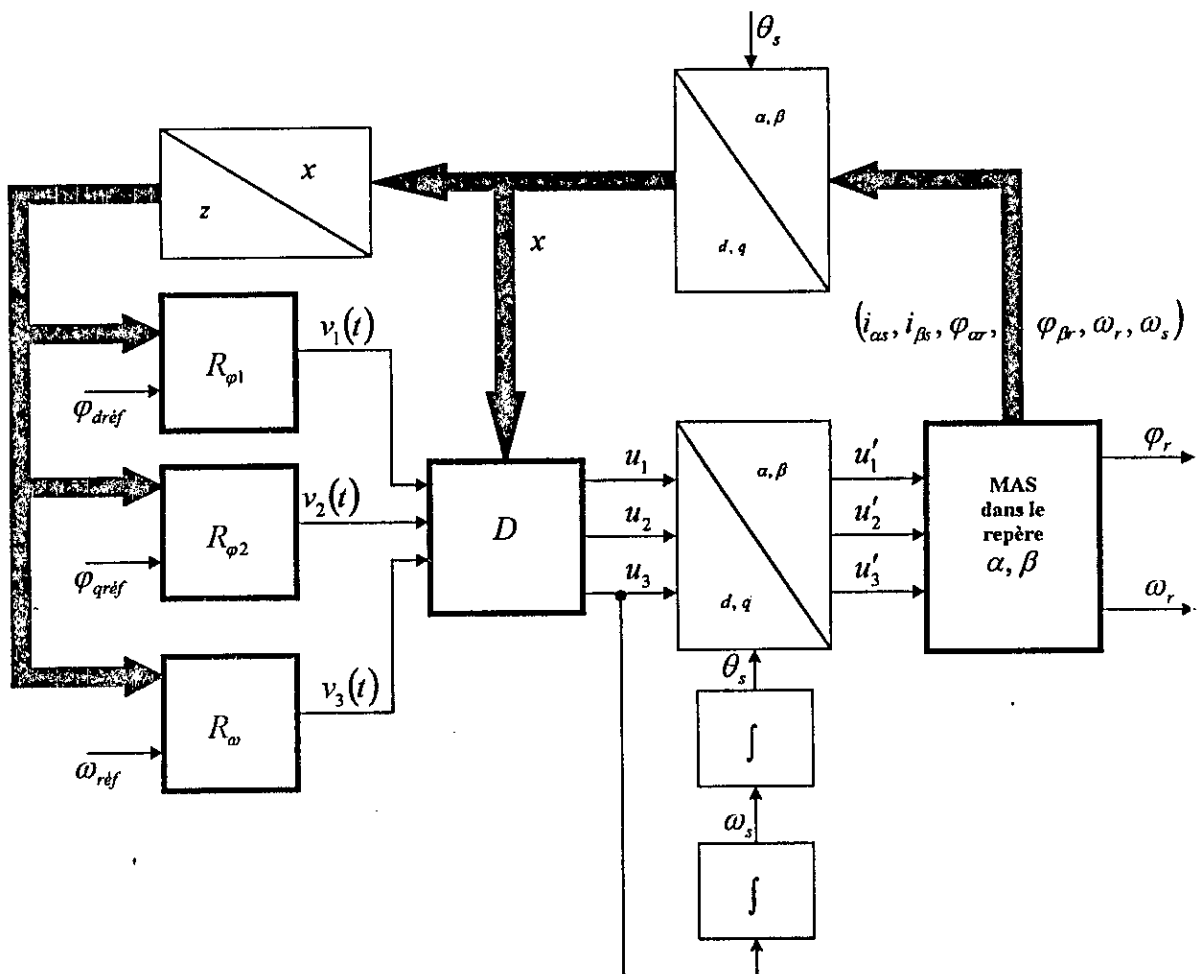 θ_s
α, β
d, q
x
z
x
(i_αs, i_βs, φ_αr, φ_βr, ω_r, ω_s)
R_φ1
v_1(t)
φ_dréf
R_φ2
v_2(t)
φ_qréf
R_ω
v_3(t)
ω_réf
D
u_1
u_2
u_3
α, β
d, q
u'_1
u'_2
u'_3
MAS
dans le
repère
α, β
φ_r
ω_r
θ_s
∫
ω_s
∫